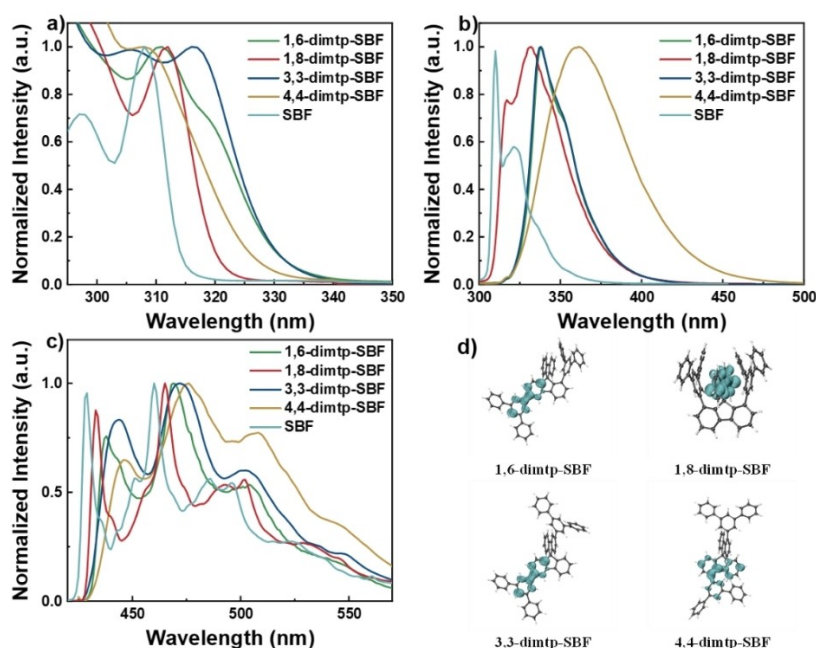 a)
Normalized Intensity (a.u.)
1.0
0.8
0.6
0.4
0.2
0.0
300 310 320 330 340 350
Wavelength (nm)
1,6-dimtp-SBF
1,8-dimtp-SBF
3,3-dimtp-SBF
4,4-dimtp-SBF
SBF
b)
Normalized Intensity (a.u.)
1.0
0.8
0.6
0.4
0.2
0.0
300 350 400 450 500
Wavelength (nm)
1,6-dimtp-SBF
1,8-dimtp-SBF
3,3-dimtp-SBF
4,4-dimtp-SBF
SBF
c)
Normalized Intensity (a.u.)
1.0
0.5
0.0
450 500 550
Wavelength (nm)
1,6-dimtp-SBF
1,8-dimtp-SBF
3,3-dimtp-SBF
4,4-dimtp-SBF
SBF
d)
1,6-dimtp-SBF
1,8-dimtp-SBF
3,3-dimtp-SBF
4,4-dimtp-SBF